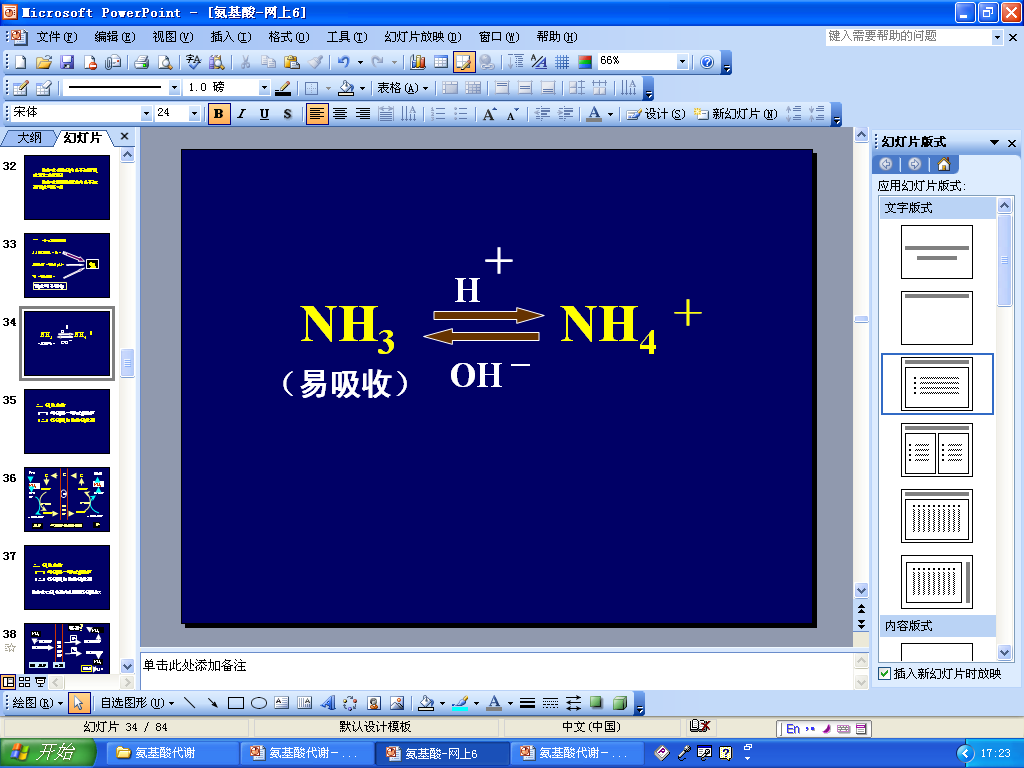 Microsoft PowerPoint - [氨基酸-网上6]
文件(F) 编辑(E) 视图(V) 插入(I) 格式(O) 工具(T) 幻灯片放映(D) 窗口(W) 帮助(H) 键入需要帮助的问题
66%
1.0 磅 表格(A)
宋体 24 B I U S A A A 设计(S) 新幻灯片(N)
大纲 幻灯片
幻灯片版式
应用幻灯片版式:
文字版式
32
33
34
35
36
37
38
H +
NH3 NH4 +
OH −
(易吸收)
内容版式
单击此处添加备注
插入新幻灯片时放映
绘图(R) 自选图形(U) A
幻灯片 34 / 84 默认设计模板 中文(中国) En
开始 氨基酸代谢 氨基酸代谢-... 氨基酸-网上6 氨基酸代谢-... 17:23